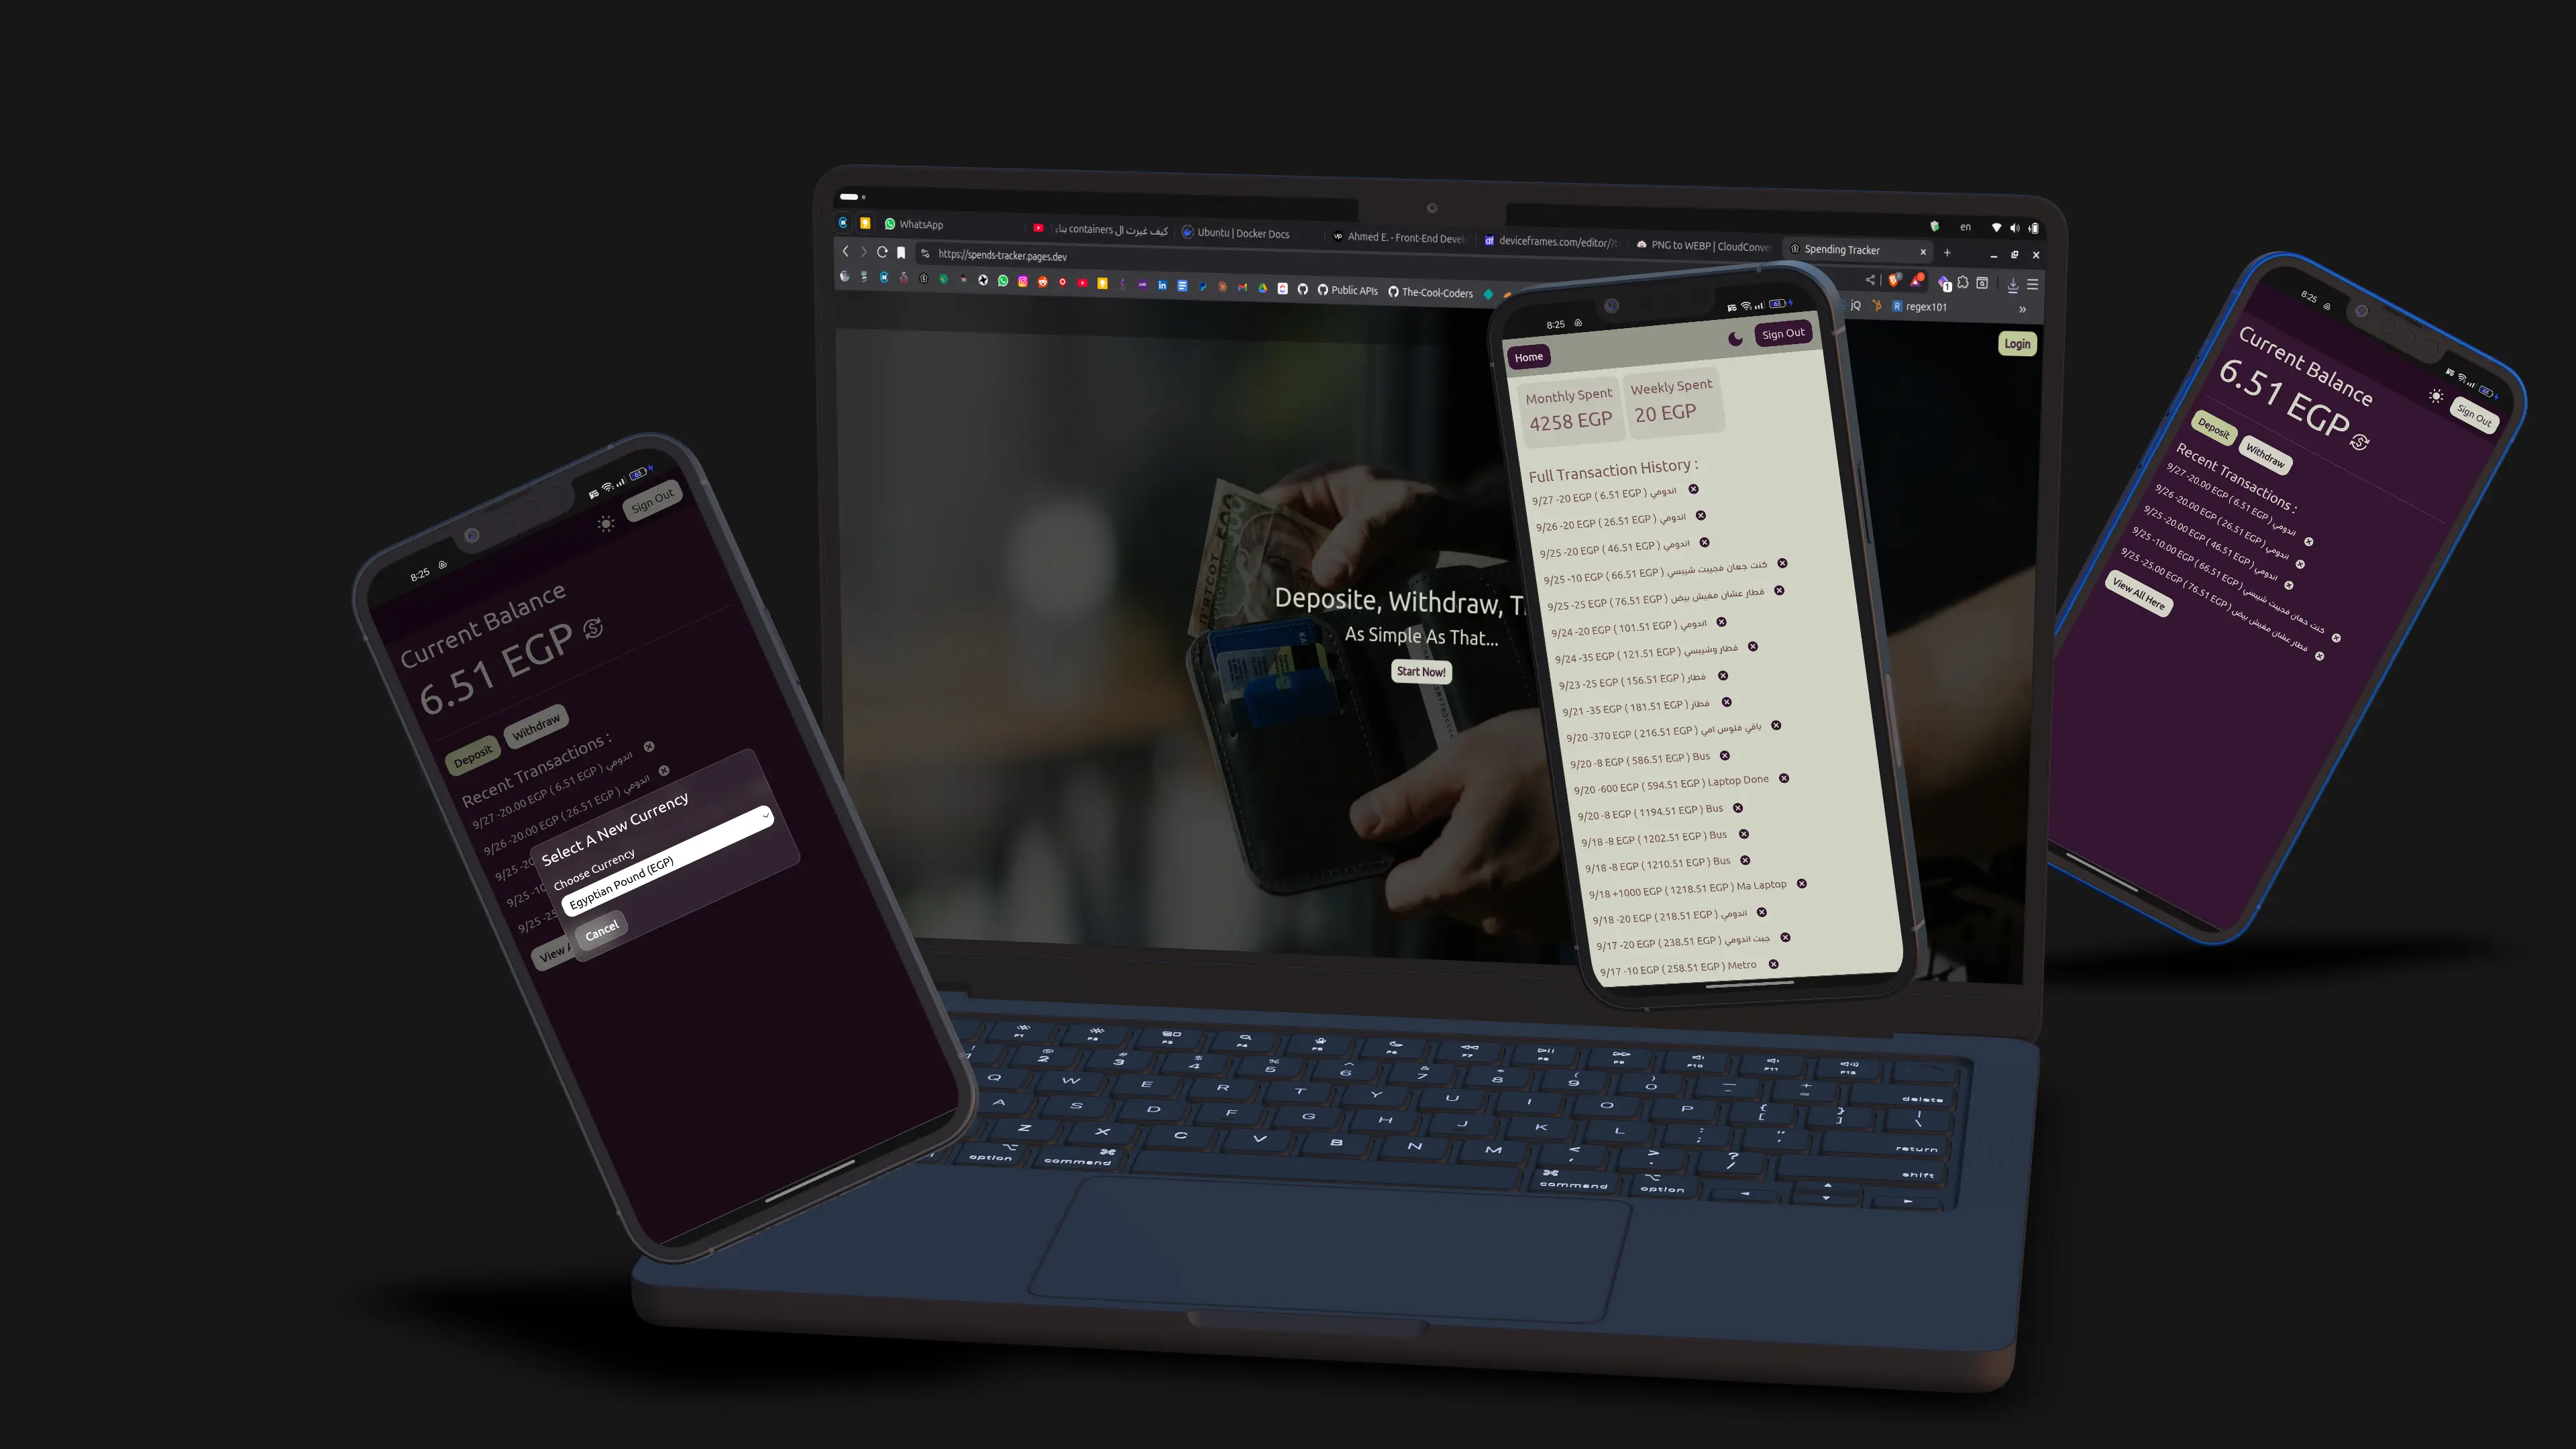 WhatsApp
كيف غيرت ال containers بناء
Ubuntu | Docker Docs
Ahmed E. - Front-End Devel
deviceframes.com/editor/?
PNG to WEBP | CloudConve
Spending Tracker
en
https://spends-tracker.pages.dev
Public APIs
The-Cool-Coders
jQ
regex101
Login
Deposite, Withdraw, T
As Simple As That...
Start Now!
8:25
Sign Out
Current Balance
6.51 EGP
Deposit
Withdraw
Recent Transactions :
9/27 -20.00 EGP ( 6.51 EGP ) اندومي
9/26 -20.00 EGP ( 26.51 EGP ) اندومي
9/25 -20
9/25 -10
9/25 -25
View A
Select A New Currency
Choose Currency
Egyptian Pound (EGP)
Cancel
8:25
Home
Sign Out
Monthly Spent
4258 EGP
Weekly Spent
20 EGP
Full Transaction History :
9/27 -20 EGP ( 6.51 EGP ) اندومي
9/26 -20 EGP ( 26.51 EGP ) اندومي
9/25 -20 EGP ( 46.51 EGP ) اندومي
9/25 -10 EGP ( 66.51 EGP ) كنت جعان فجيبت شيبسي
9/25 -25 EGP ( 76.51 EGP ) فطار عشان مفيش بيض
9/24 -20 EGP ( 101.51 EGP ) اندومي
9/24 -35 EGP ( 121.51 EGP ) فطار وشيبسي
9/23 -25 EGP ( 156.51 EGP ) فطار
9/21 -35 EGP ( 181.51 EGP ) فطار
9/20 -370 EGP ( 216.51 EGP ) باقي فلوس امي
9/20 -8 EGP ( 586.51 EGP ) Bus
9/20 -600 EGP ( 594.51 EGP ) Laptop Done
9/20 -8 EGP ( 1194.51 EGP ) Bus
9/18 -8 EGP ( 1202.51 EGP ) Bus
9/18 -8 EGP ( 1210.51 EGP ) Bus
9/18 +1000 EGP ( 1218.51 EGP ) Ma Laptop
9/18 -20 EGP ( 218.51 EGP ) اندومي
9/17 -20 EGP ( 238.51 EGP ) جبت اندومي
9/17 -10 EGP ( 258.51 EGP ) Metro
8:25
Sign Out
Current Balance
6.51 EGP
Deposit
Withdraw
Recent Transactions :
9/27 -20.00 EGP ( 6.51 EGP ) اندومي
9/26 -20.00 EGP ( 26.51 EGP ) اندومي
9/25 -20.00 EGP ( 46.51 EGP ) اندومي
9/25 -10.00 EGP ( 66.51 EGP ) كنت جعان فجيبت شيبسي
9/25 -25.00 EGP ( 76.51 EGP ) فطار عشان مفيش بيض
View All Here
2 3 4 5 6 7 8 9 0
delete
Q W E R T Y U I O P
A S D F G H J K L
return
Z X C V B N M
shift
option
command
command
option